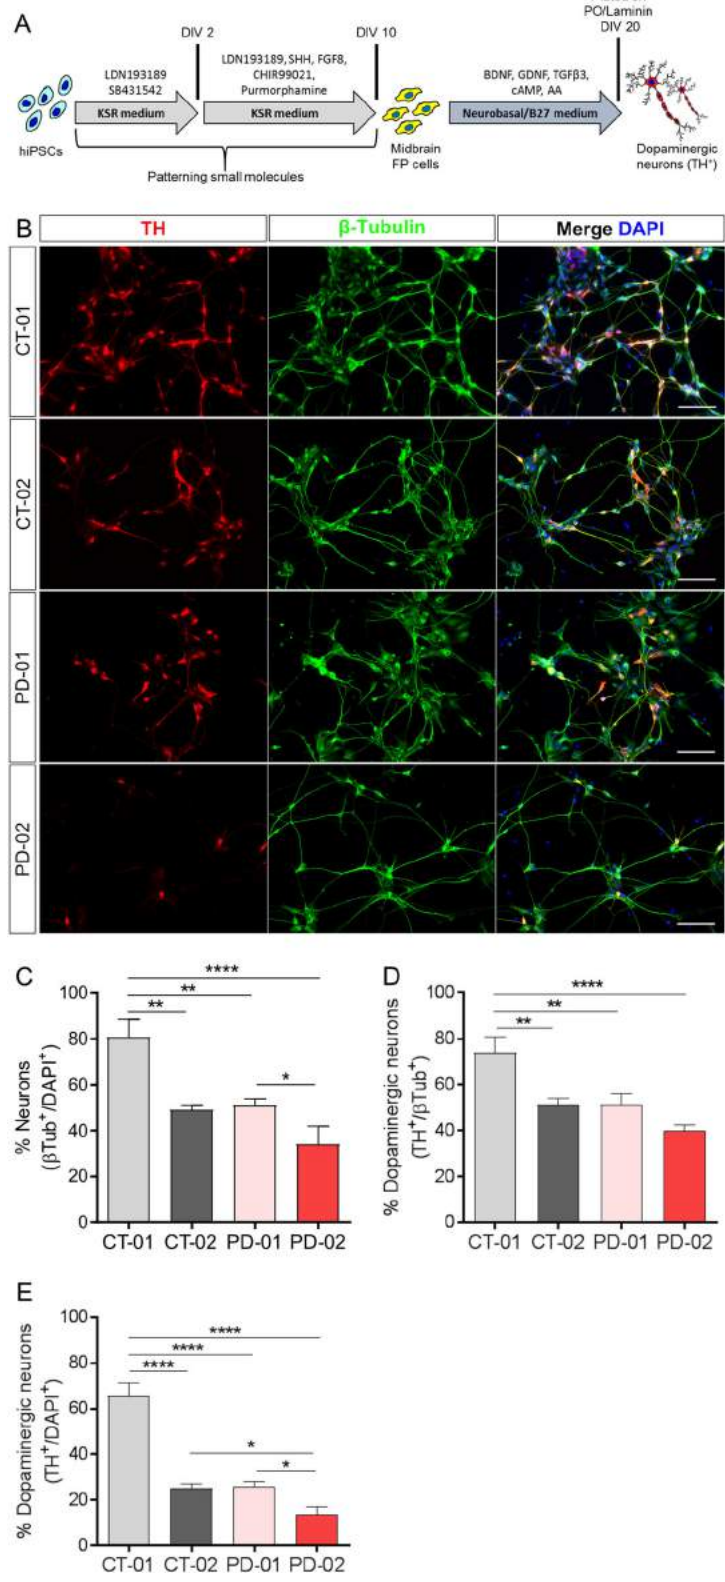 A
PO/Laminin
DIV 2
DIV 10
DIV 20
LDN193189
SB431542
KSR medium
LDN193189, SHH, FGF8,
CHIR99021,
Purmorphamine
KSR medium
BDNF, GDNF, TGFβ3,
cAMP, AA
Neurobasal/B27 medium
hiPSCs
Patterning small molecules
Midbrain
FP cells
Dopaminergic
neurons (TH⁺)
B
TH
β-Tubulin
Merge DAPI
CT-01
CT-02
PD-01
PD-02
C
****
**
**
*
% Neurons
(βTub⁺/DAPI⁺)
100
80
60
40
20
0
CT-01 CT-02 PD-01 PD-02
D
****
**
**
% Dopaminergic neurons
(TH⁺/βTub⁺)
100
80
60
40
20
0
CT-01 CT-02 PD-01 PD-02
E
****
****
****
*
*
% Dopaminergic neurons
(TH⁺/DAPI⁺)
100
80
60
40
20
0
CT-01 CT-02 PD-01 PD-02